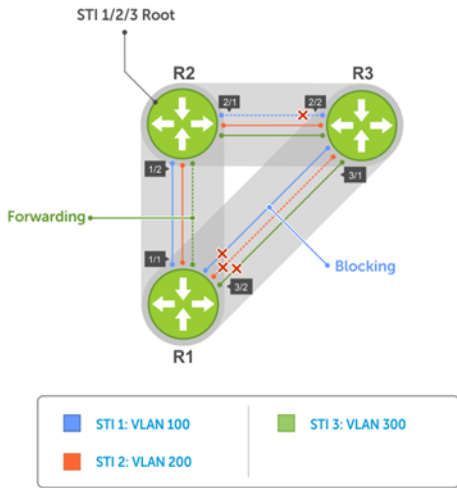 STI 1/2/3 Root
R2
R3
2/1
2/2
1/2
3/1
Forwarding
1/1
Blocking
3/2
R1
STI 1: VLAN 100
STI 3: VLAN 300
STI 2: VLAN 200